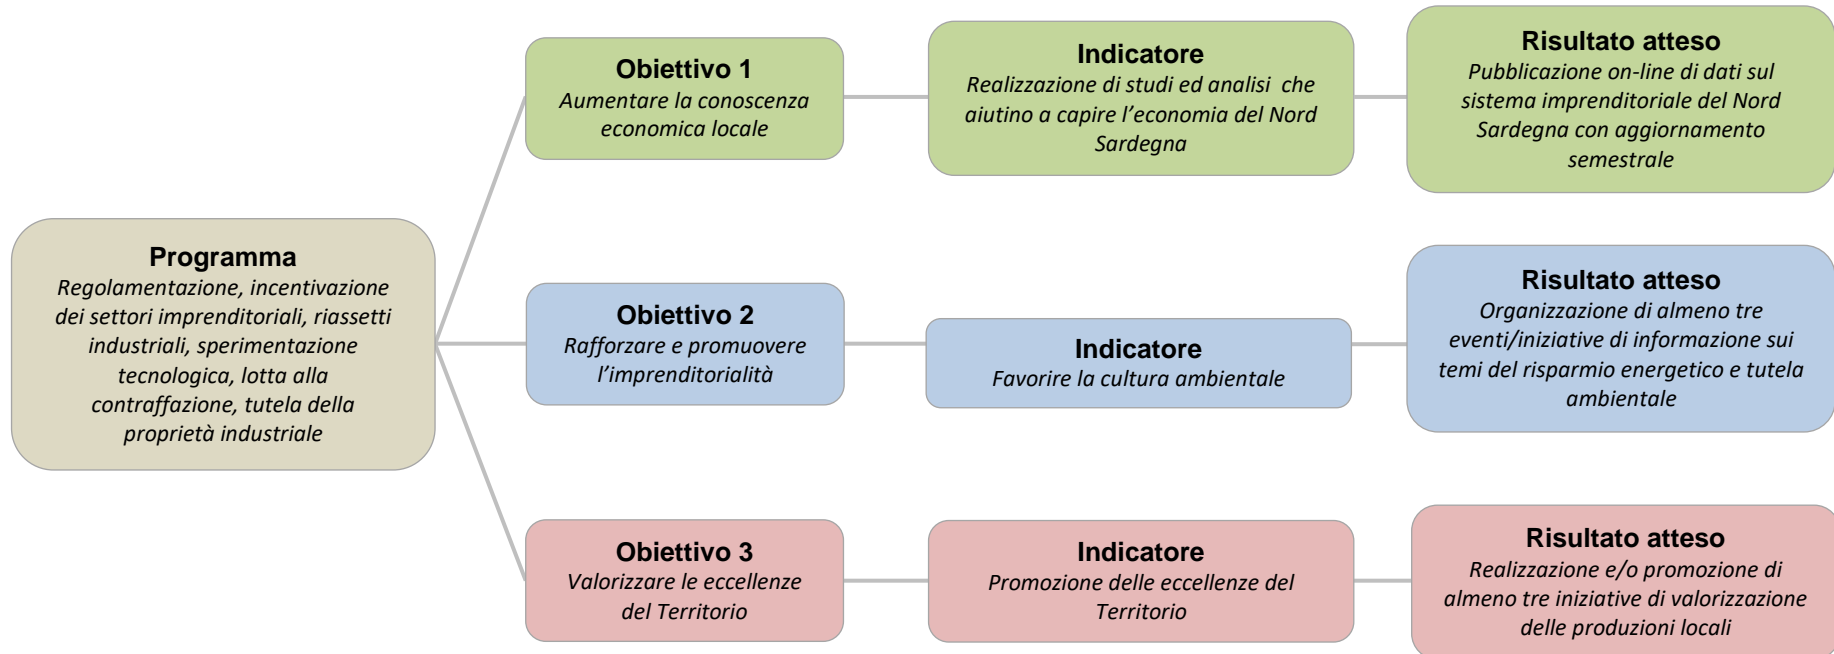 Programma
Regolamentazione, incentivazione
dei settori imprenditoriali, riassetti
industriali, sperimentazione
tecnologica, lotta alla
contraffazione, tutela della
proprietà industriale
Obiettivo 1
Aumentare la conoscenza
economica locale
Indicatore
Realizzazione di studi ed analisi che
aiutino a capire l’economia del Nord
Sardegna
Risultato atteso
Pubblicazione on-line di dati sul
sistema imprenditoriale del Nord
Sardegna con aggiornamento
semestrale
Obiettivo 2
Rafforzare e promuovere
l’imprenditorialità
Indicatore
Favorire la cultura ambientale
Risultato atteso
Organizzazione di almeno tre
eventi/iniziative di informazione sui
temi del risparmio energetico e tutela
ambientale
Obiettivo 3
Valorizzare le eccellenze
del Territorio
Indicatore
Promozione delle eccellenze del
Territorio
Risultato atteso
Realizzazione e/o promozione di
almeno tre iniziative di valorizzazione
delle produzioni locali